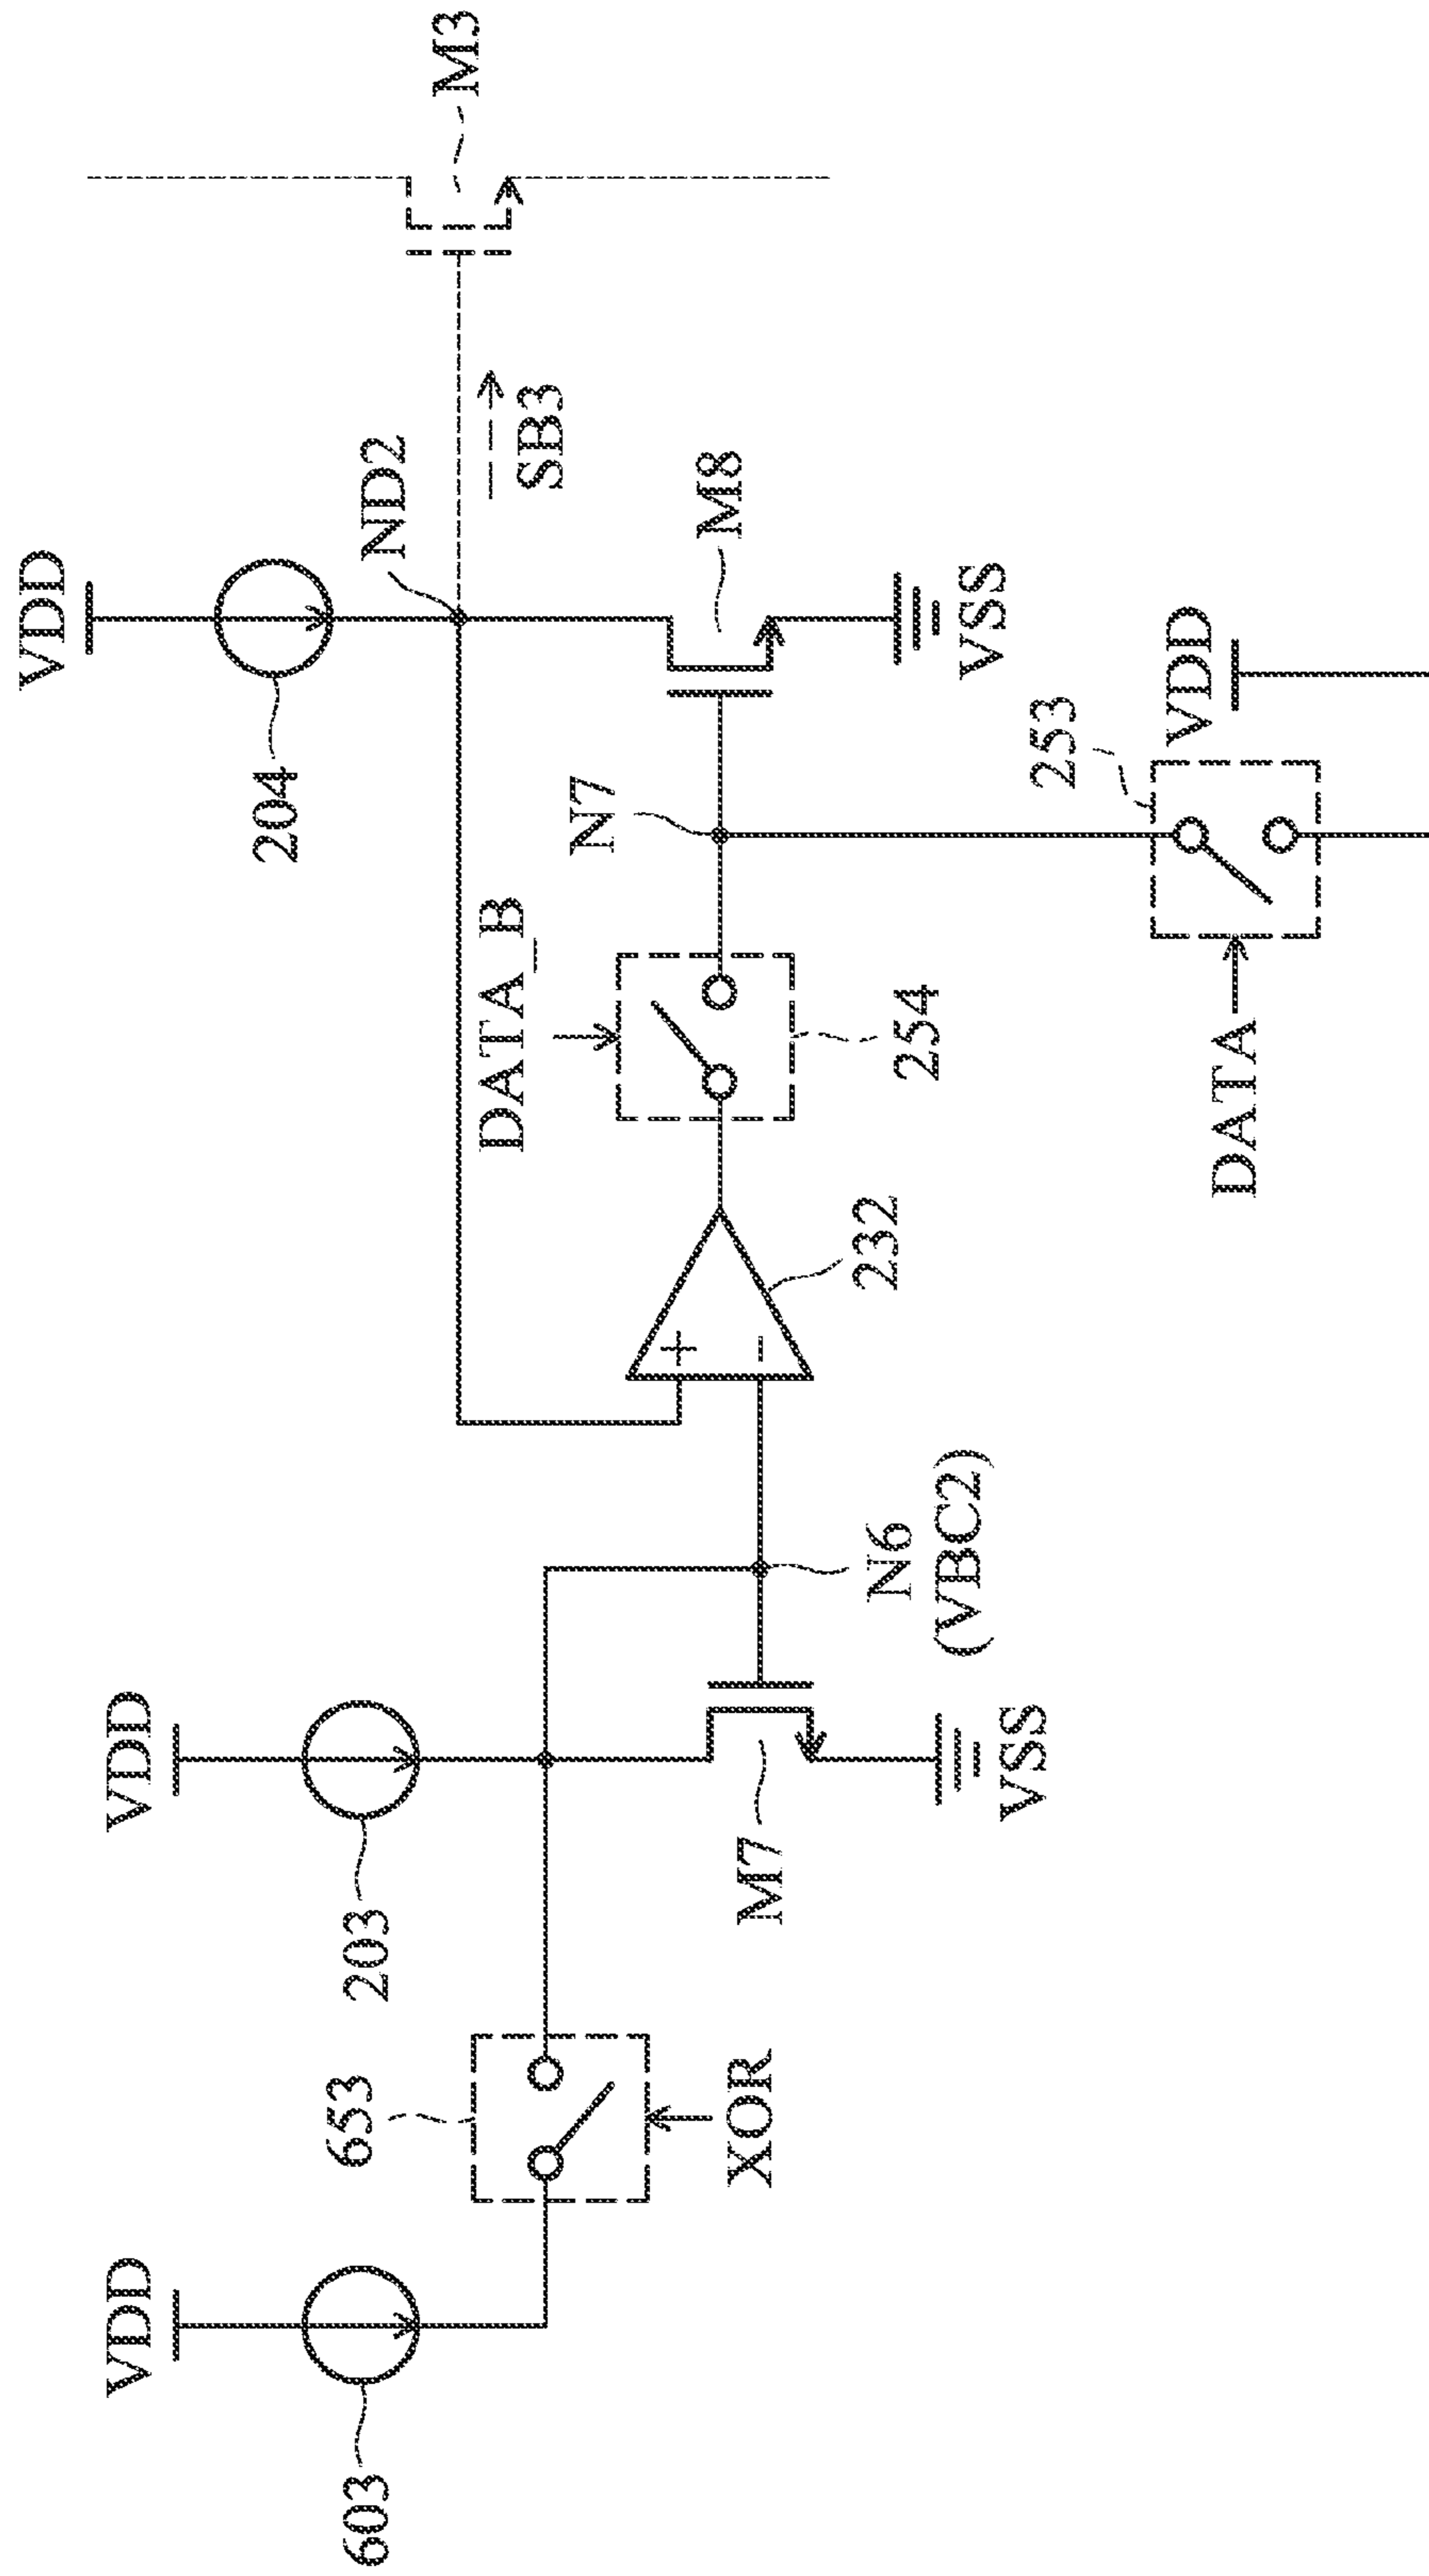 VDD
603
653
XOR
VDD
203
M7
VSS
N6
(VBC2)
232
DATA_B
254
N7
VDD
204
ND2
SB3
M8
VSS
M3
DATA
253
VDD